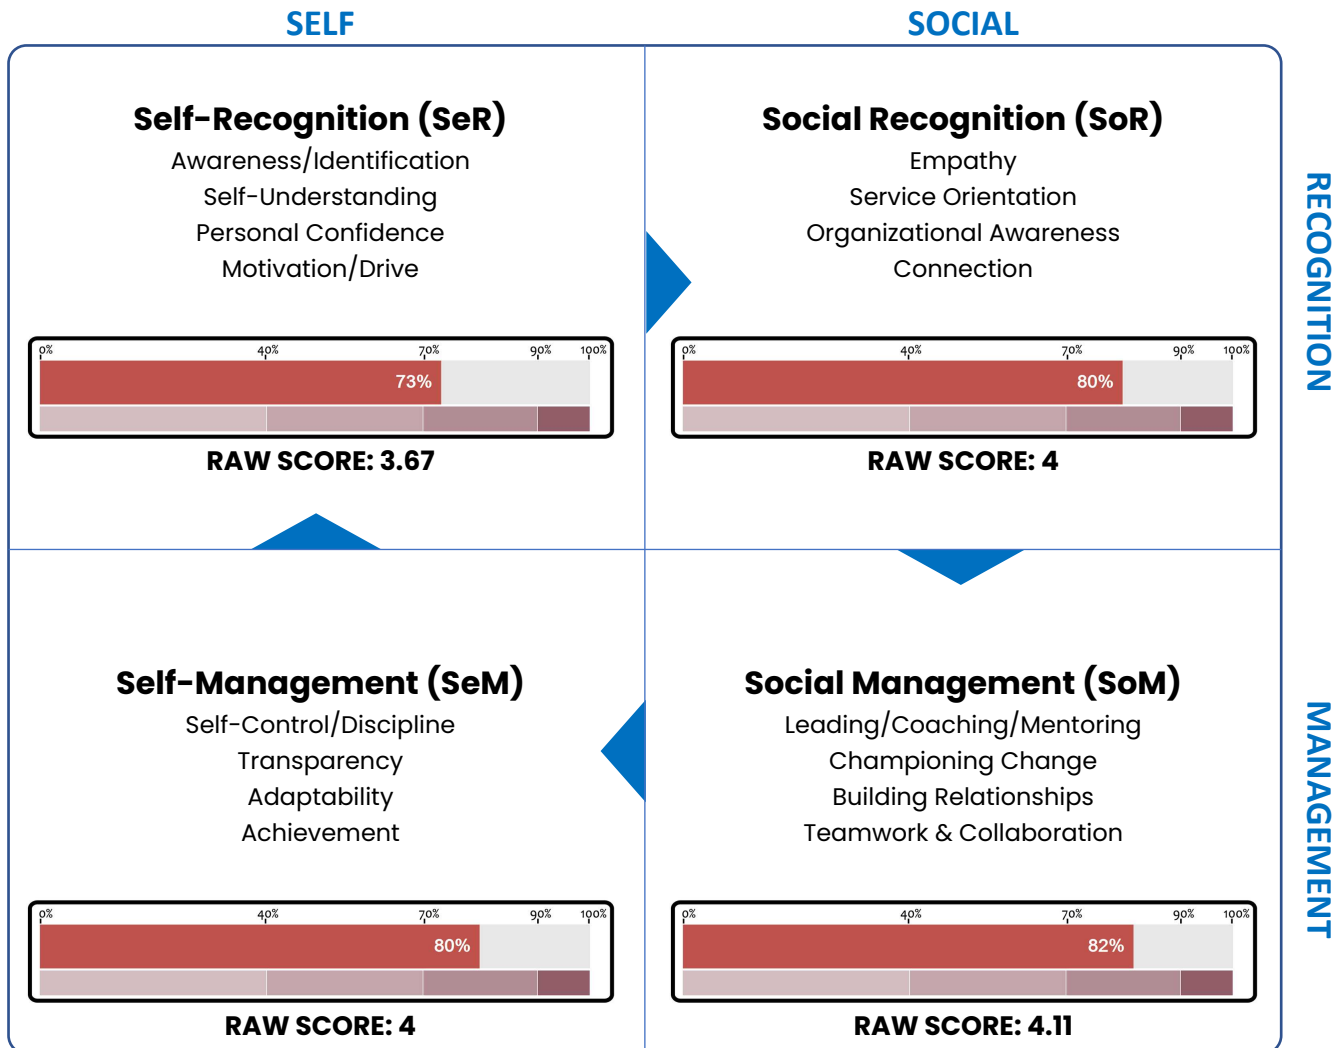 SELF
SOCIAL
Self-Recognition (SeR)
Awareness/Identification
Self-Understanding
Personal Confidence
Motivation/Drive
0% 40% 70% 90% 100%
73%
RAW SCORE: 3.67
Social Recognition (SoR)
Empathy
Service Orientation
Organizational Awareness
Connection
0% 40% 70% 90% 100%
80%
RAW SCORE: 4
RECOGNITION
Self-Management (SeM)
Self-Control/Discipline
Transparency
Adaptability
Achievement
0% 40% 70% 90% 100%
80%
RAW SCORE: 4
Social Management (SoM)
Leading/Coaching/Mentoring
Championing Change
Building Relationships
Teamwork & Collaboration
0% 40% 70% 90% 100%
82%
RAW SCORE: 4.11
MANAGEMENT